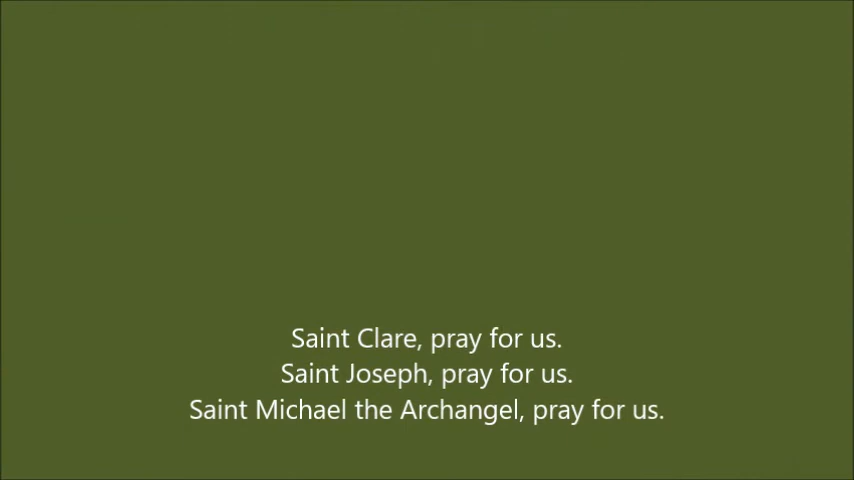 Saint Clare, pray for us.
Saint Joseph, pray for us.
Saint Michael the Archangel, pray for us.